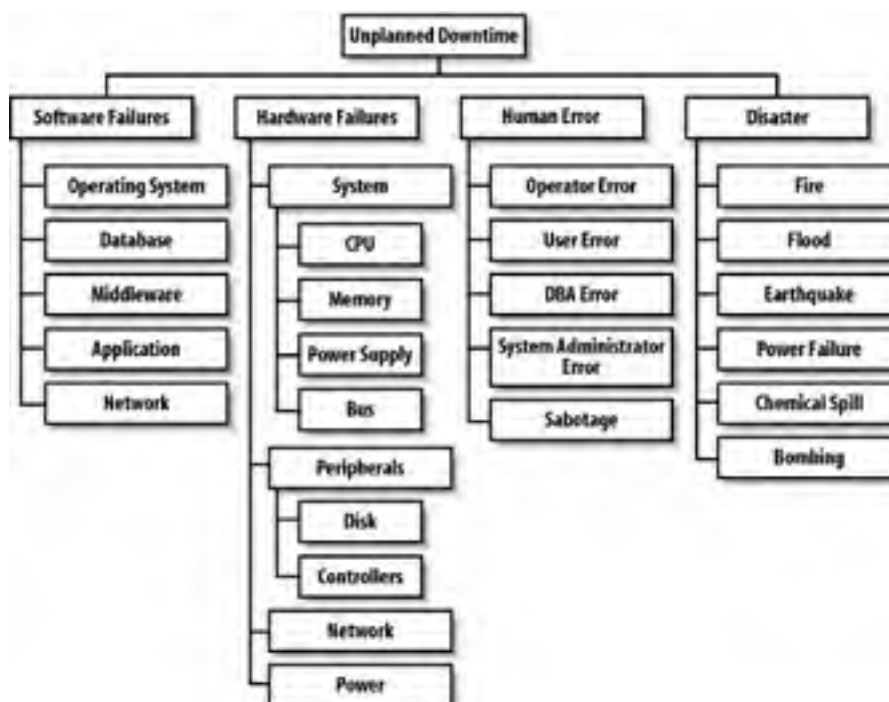 Unplanned Downtime
Software Failures
Operating System
Database
Middleware
Application
Network
Hardware Failures
System
CPU
Memory
Power Supply
Bus
Peripherals
Disk
Controllers
Network
Power
Human Error
Operator Error
User Error
DBA Error
System Administrator
Error
Sabotage
Disaster
Fire
Flood
Earthquake
Power Failure
Chemical Spill
Bombing